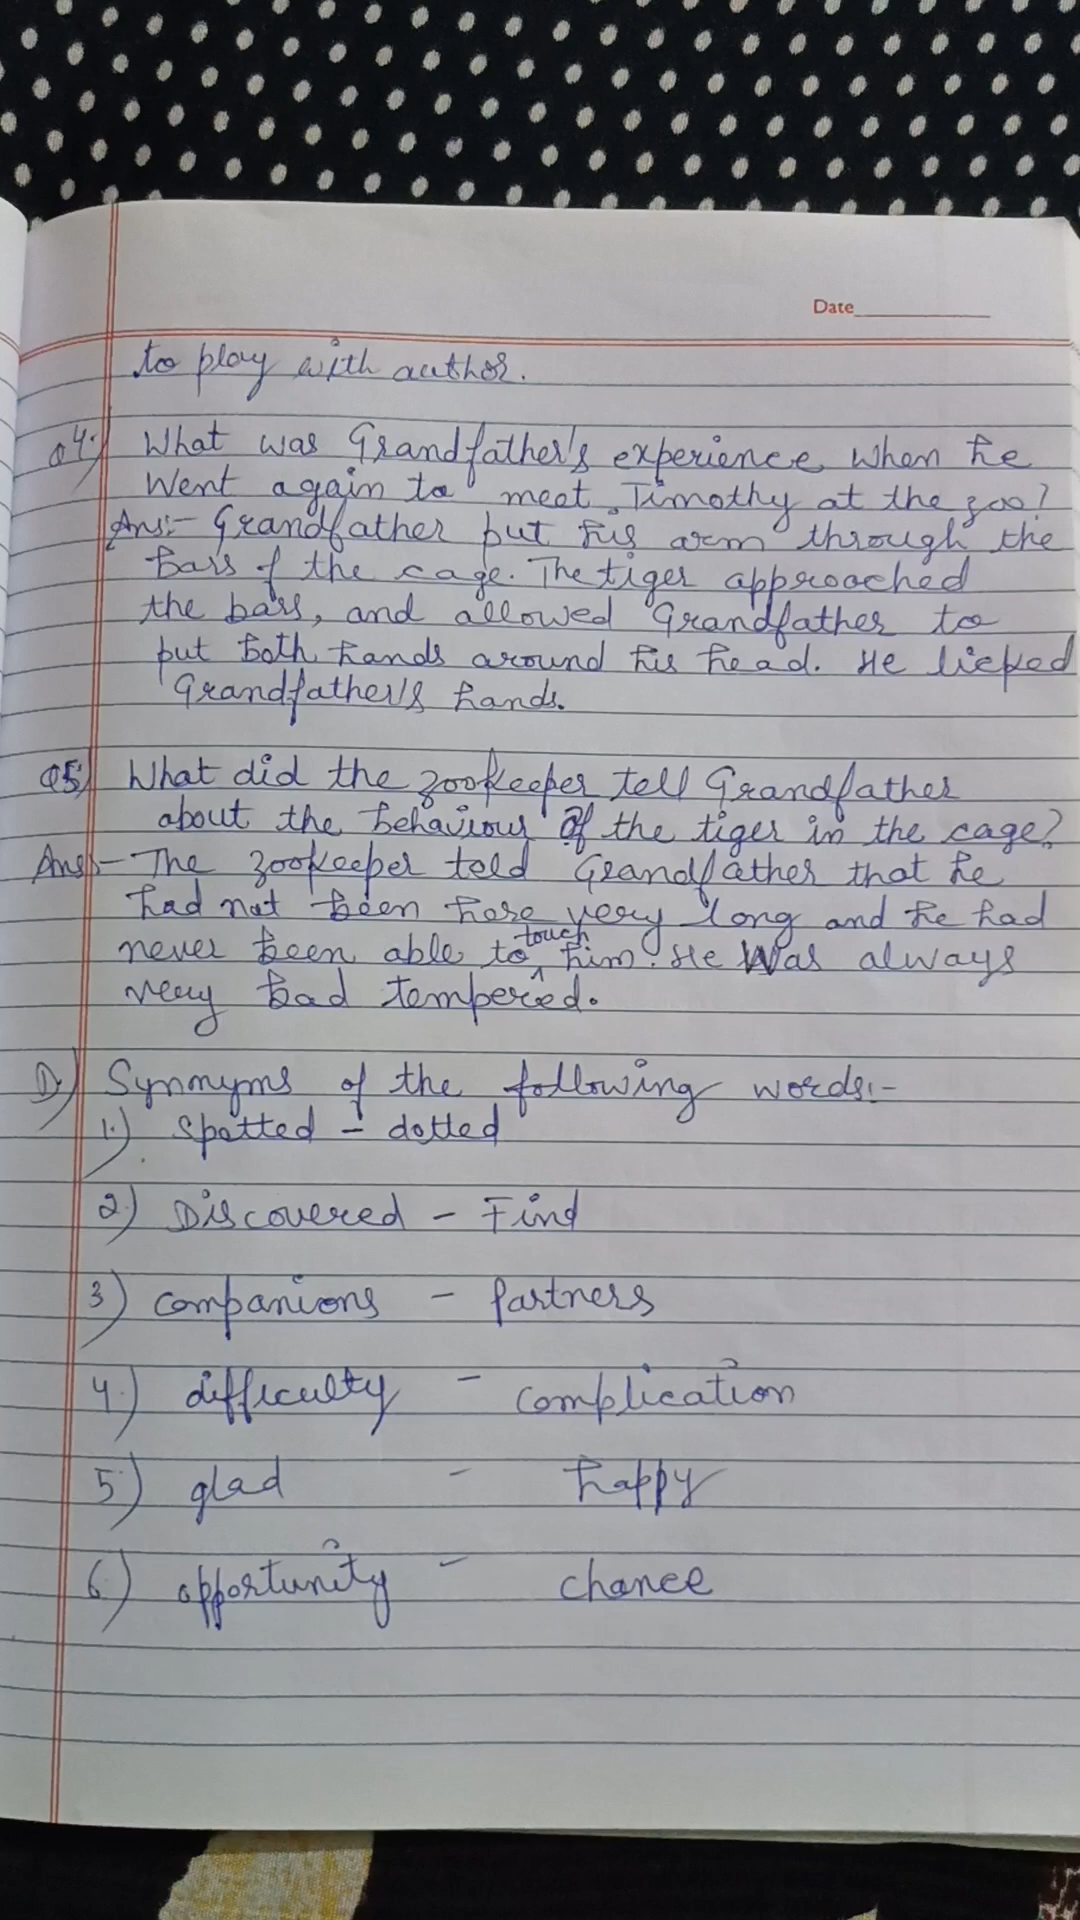 Date
to play with author.
Q4.) What was Grandfather's experience when he
went again to meet Timothy at the zoo?
Ans:- Grandfather put his arm through the
bars of the cage. The tiger approached
the bars, and allowed Grandfather to
put both hands around his head. He licked
Grandfather's hands.
Q5) What did the zookeeper tell Grandfather
about the behaviour of the tiger in the cage?
Ans:- The zookeeper told Grandfather that he
had not been here very long and he had
never been able to touch him. He was always
very bad tempered.
D.) Synmyms of the following words:-
1.) Spotted - dotted
2.) Discovered - Find
3) Companions - Partners
4.) difficulty - complication
5.) glad - happy
6.) opportunity - chance